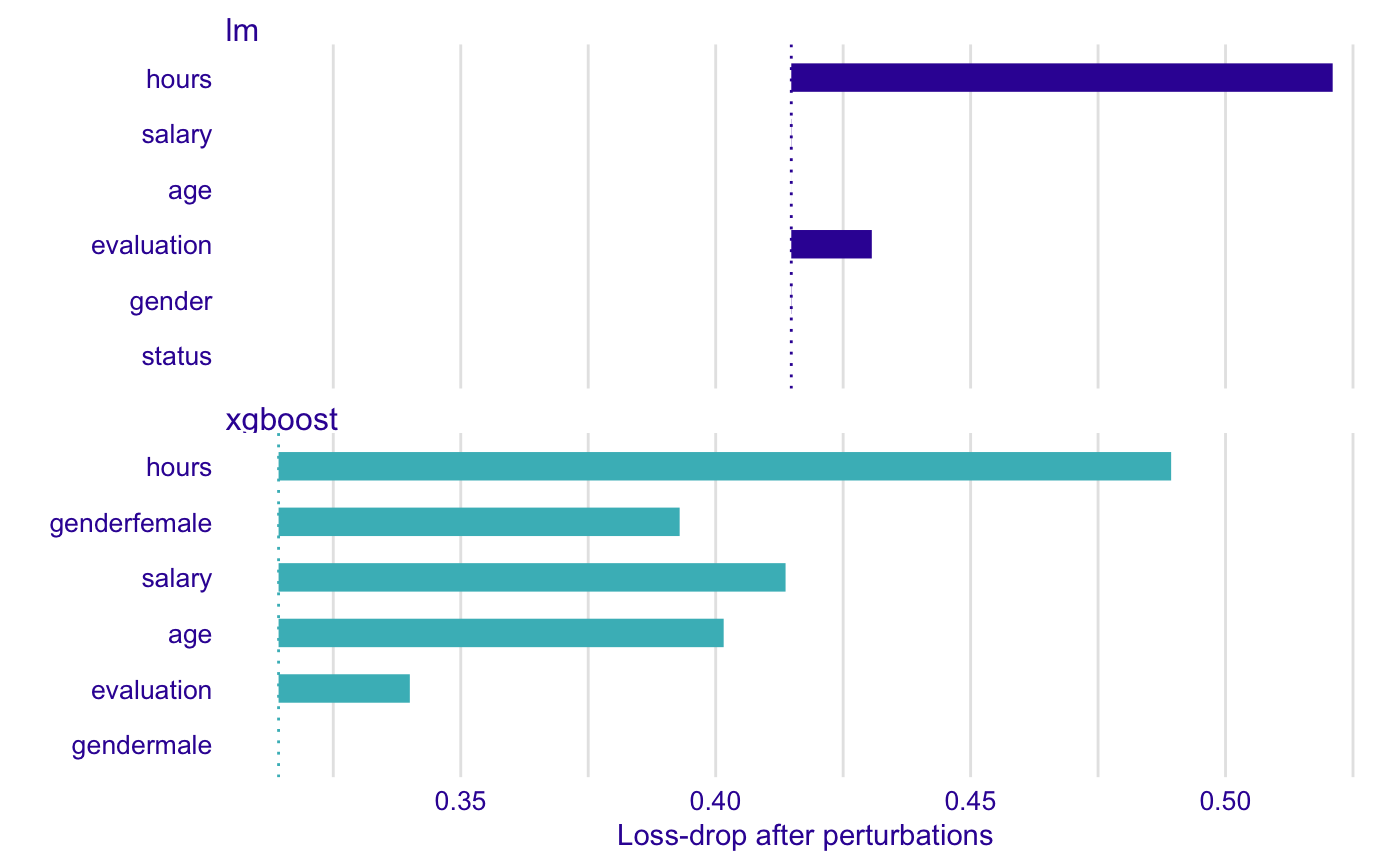 lm
hours
salary
age
evaluation
gender
status
xgboost
hours
genderfemale
salary
age
evaluation
gendermale
0.35 0.40 0.45 0.50
Loss-drop after perturbations